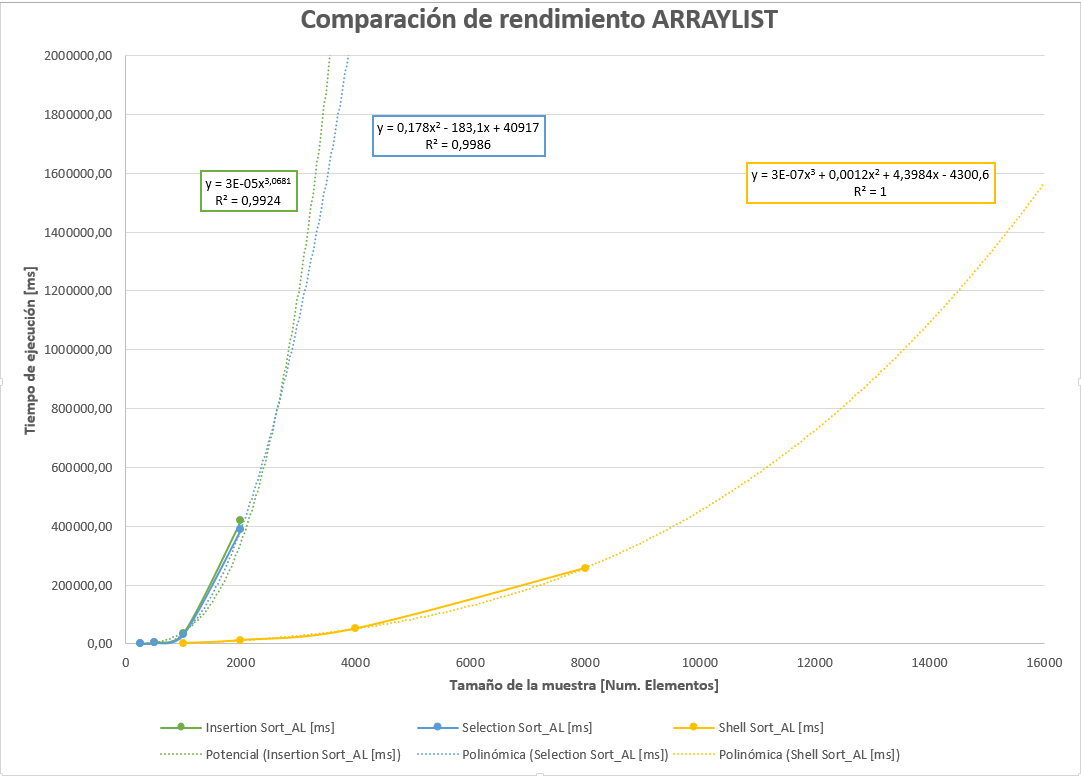 Comparación de rendimiento ARRAYLIST
2000000,00
1800000,00
1600000,00
1400000,00
1200000,00
1000000,00
800000,00
600000,00
400000,00
200000,00
0,00
Tiempo de ejecución [ms]
y = 0,178x² - 183,1x + 40917
R² = 0,9986
y = 3E-05x³,⁰⁶⁸¹
R² = 0,9924
y = 3E-07x³ + 0,0012x² + 4,3984x - 4300,6
R² = 1
0 2000 4000 6000 8000 10000 12000 14000 16000
Tamaño de la muestra [Num. Elementos]
Insertion Sort_AL [ms] Selection Sort_AL [ms] Shell Sort_AL [ms]
Potencial (Insertion Sort_AL [ms]) Polinómica (Selection Sort_AL [ms]) Polinómica (Shell Sort_AL [ms])